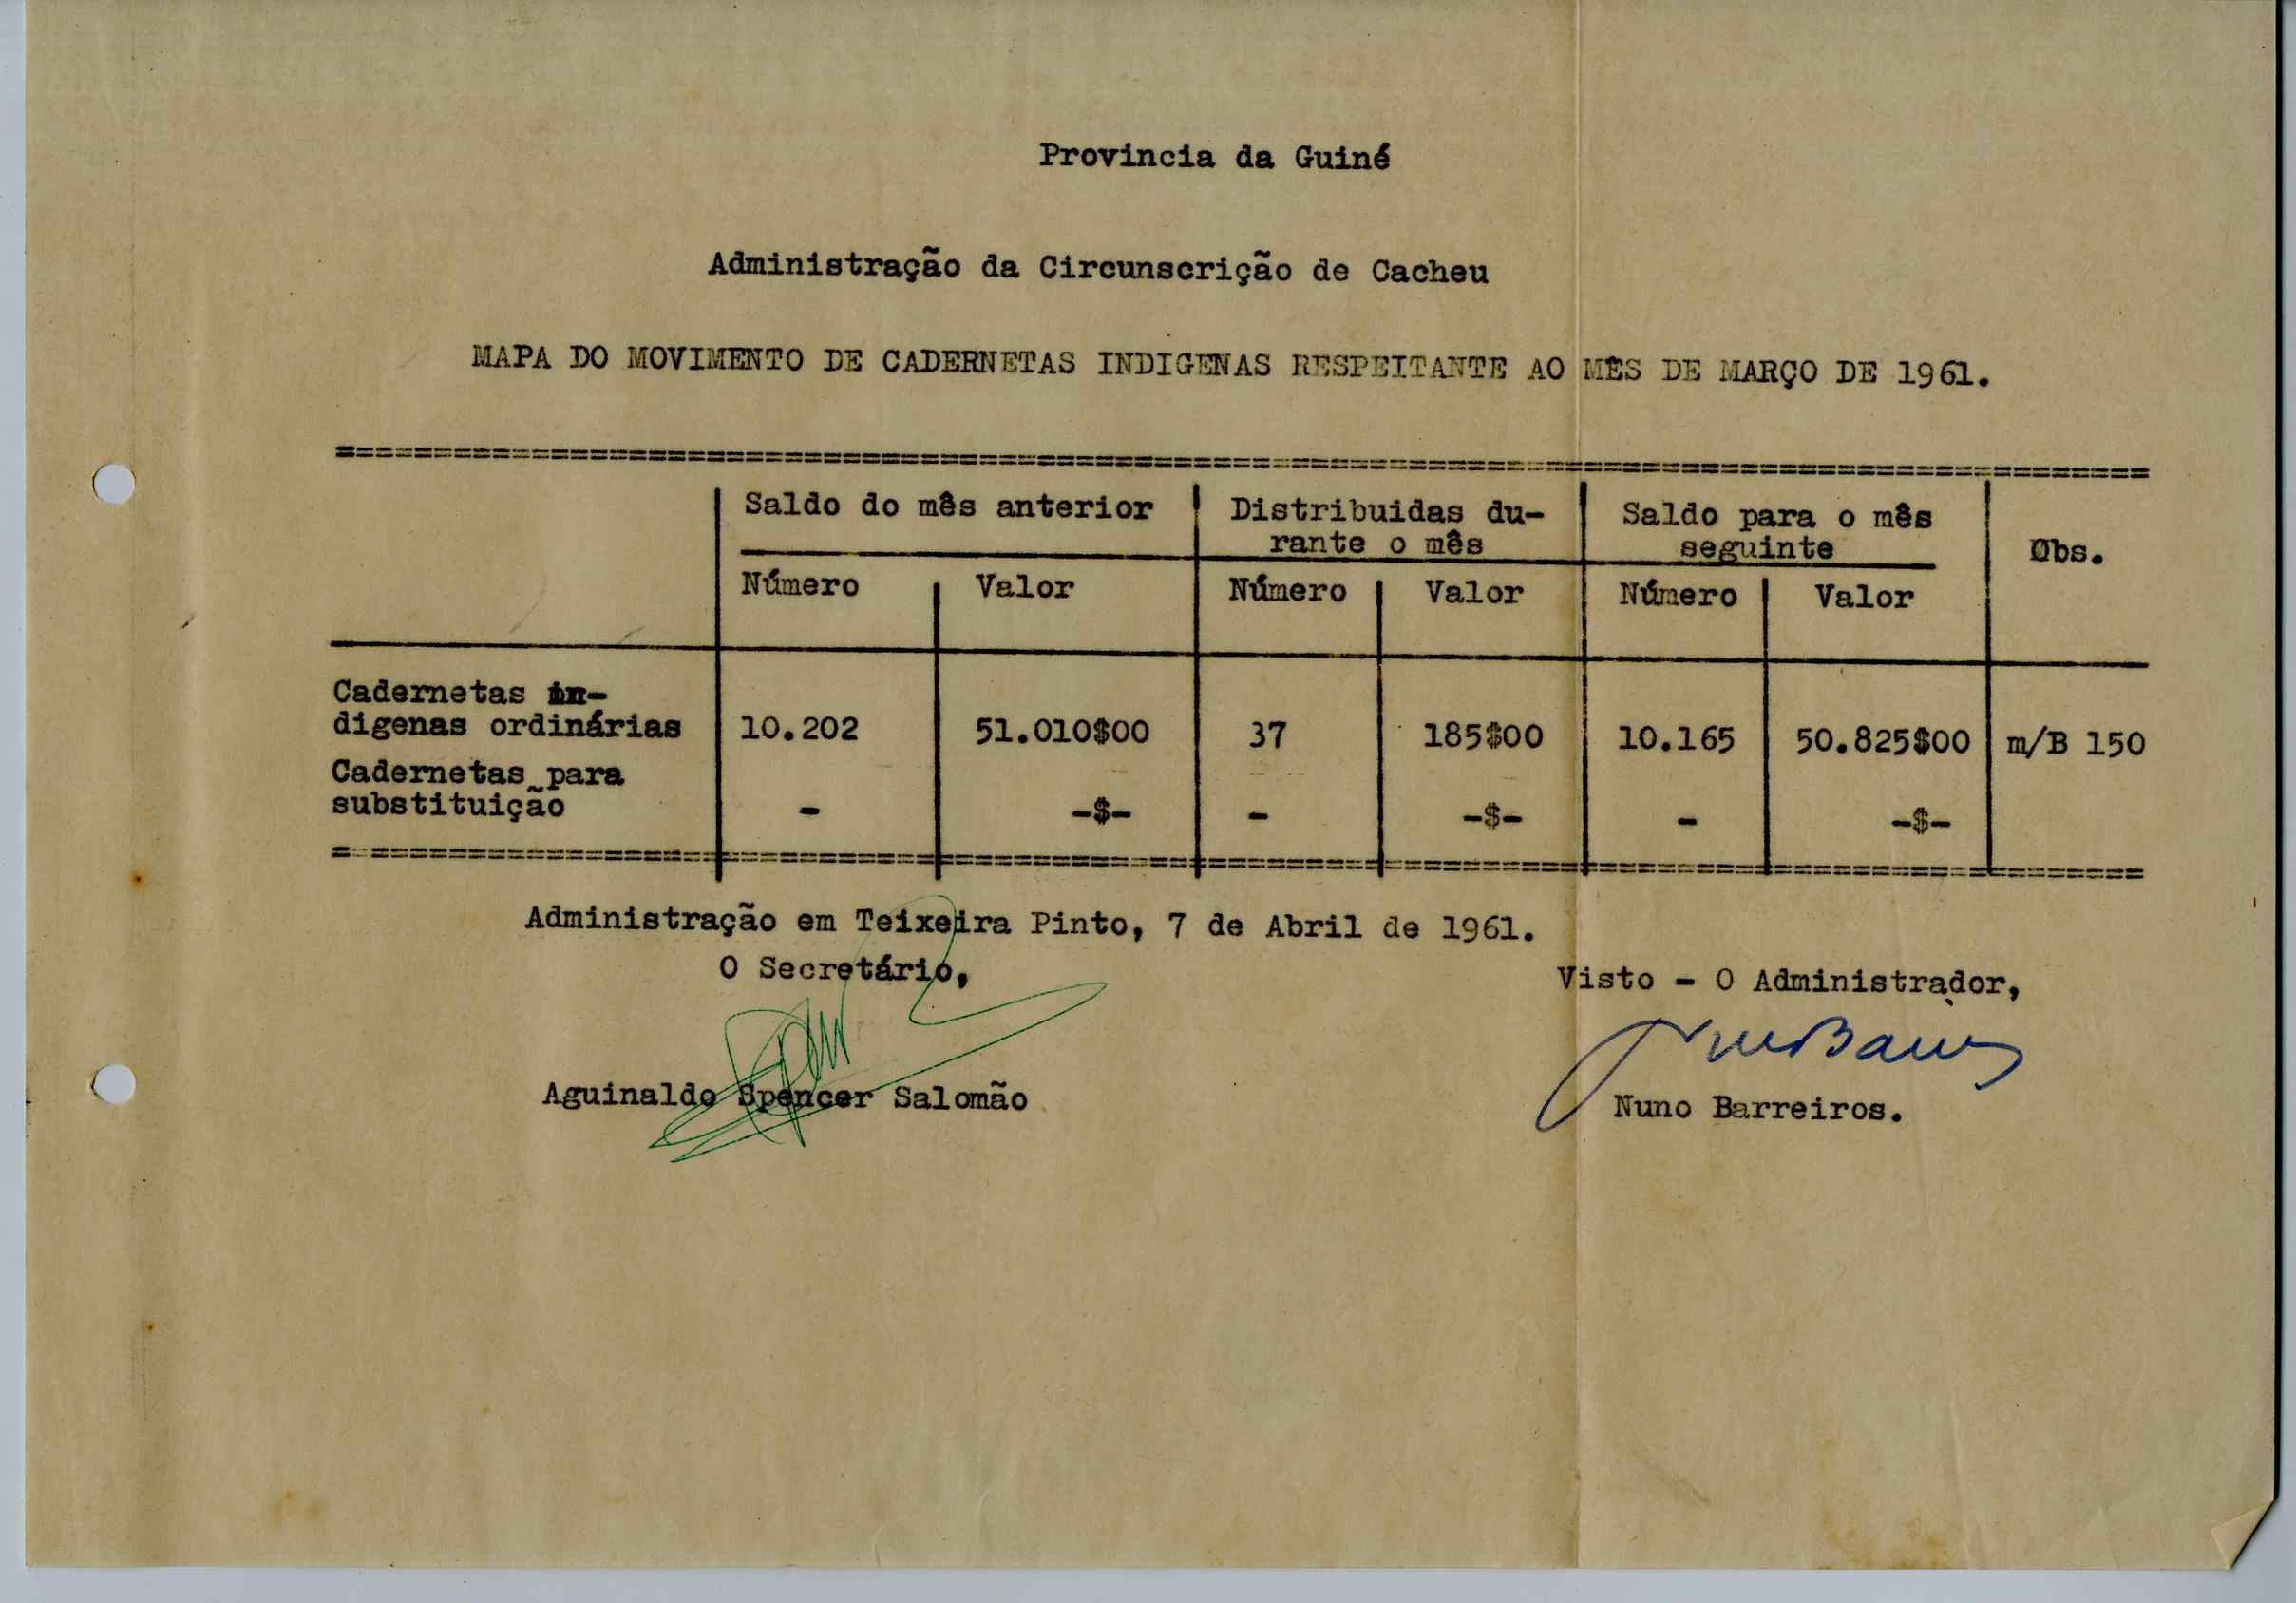 Provincia da Guiné
Administração da Circunscrição de Cacheu
MAPA DO MOVIMENTO DE CADERNETAS INDIGENAS RESPEITANTE AO MÊS DE MARÇO DE 1961.
Saldo do mês anterior Distribuidas du- Saldo para o mês
rante o mês seguinte Obs.
Número Valor Número Valor Número Valor
Cadernetas in-
digenas ordinárias 10.202 51.010$00 37 185$00 10.165 50.825$00 m/B 150
Cadernetas para
substituição - -$- - -$- - -$-
Administração em Teixeira Pinto, 7 de Abril de 1961.
O Secretário,
Visto - O Administrador,
Aguinaldo Spencer Salomão
Nuno Barreiros.